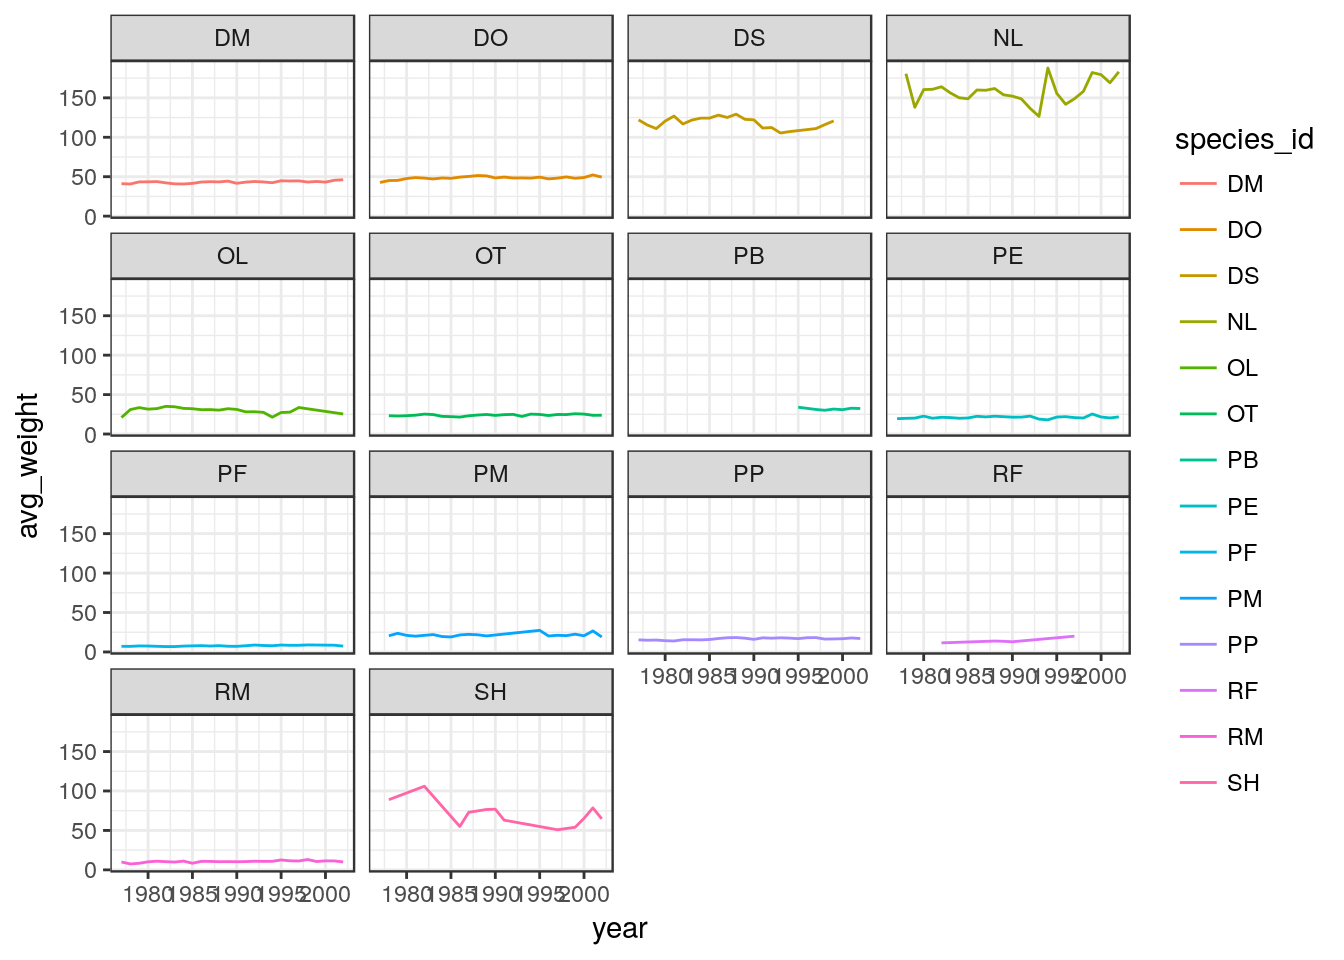 DM DO DS NL
150
100
50
0
OL OT PB PE
150
100
50
0
PF PM PP RF
150
100
50
0
1980 1985 1990 1995 2000 1980 1985 1990 1995 2000
RM SH
150
100
50
0
1980 1985 1990 1995 2000 1980 1985 1990 1995 2000
year
avg_weight
species_id
DM
DO
DS
NL
OL
OT
PB
PE
PF
PM
PP
RF
RM
SH